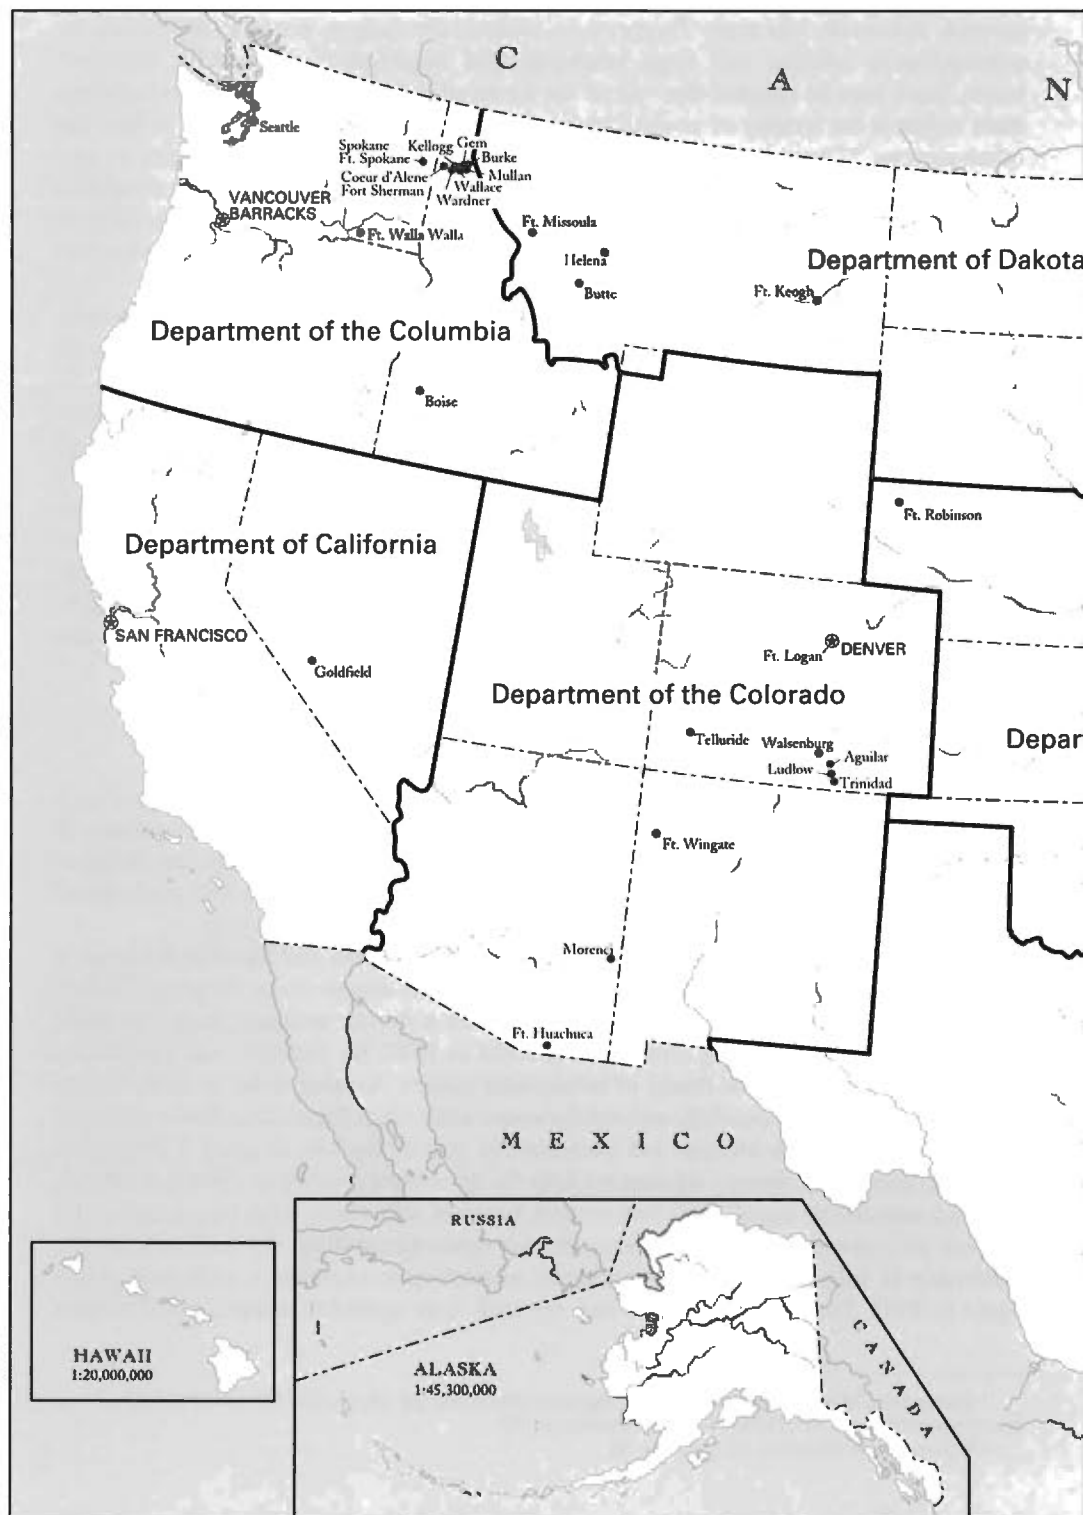 C A N
Seattle
Spokane
Ft. Spokane
Kellogg
Gem
Burke
Coeur d'Alene
Mullan
Fort Sherman
Wallace
Wardner
VANCOUVER
BARRACKS
Ft. Walla Walla
Ft. Missoula
Helena
Butte
Department of Dakota
Ft. Keogh
Department of the Columbia
Boise
Ft. Robinson
Department of California
SAN FRANCISCO
Goldfield
Ft. Logan
DENVER
Department of the Colorado
Telluride
Walsenburg
Aguilar
Ludlow
Trinidad
Depar
Ft. Wingate
Morenci
Ft. Huachuca
MEXICO
RUSSIA
HAWAII
1:20,000,000
ALASKA
1:45,300,000
CANADA